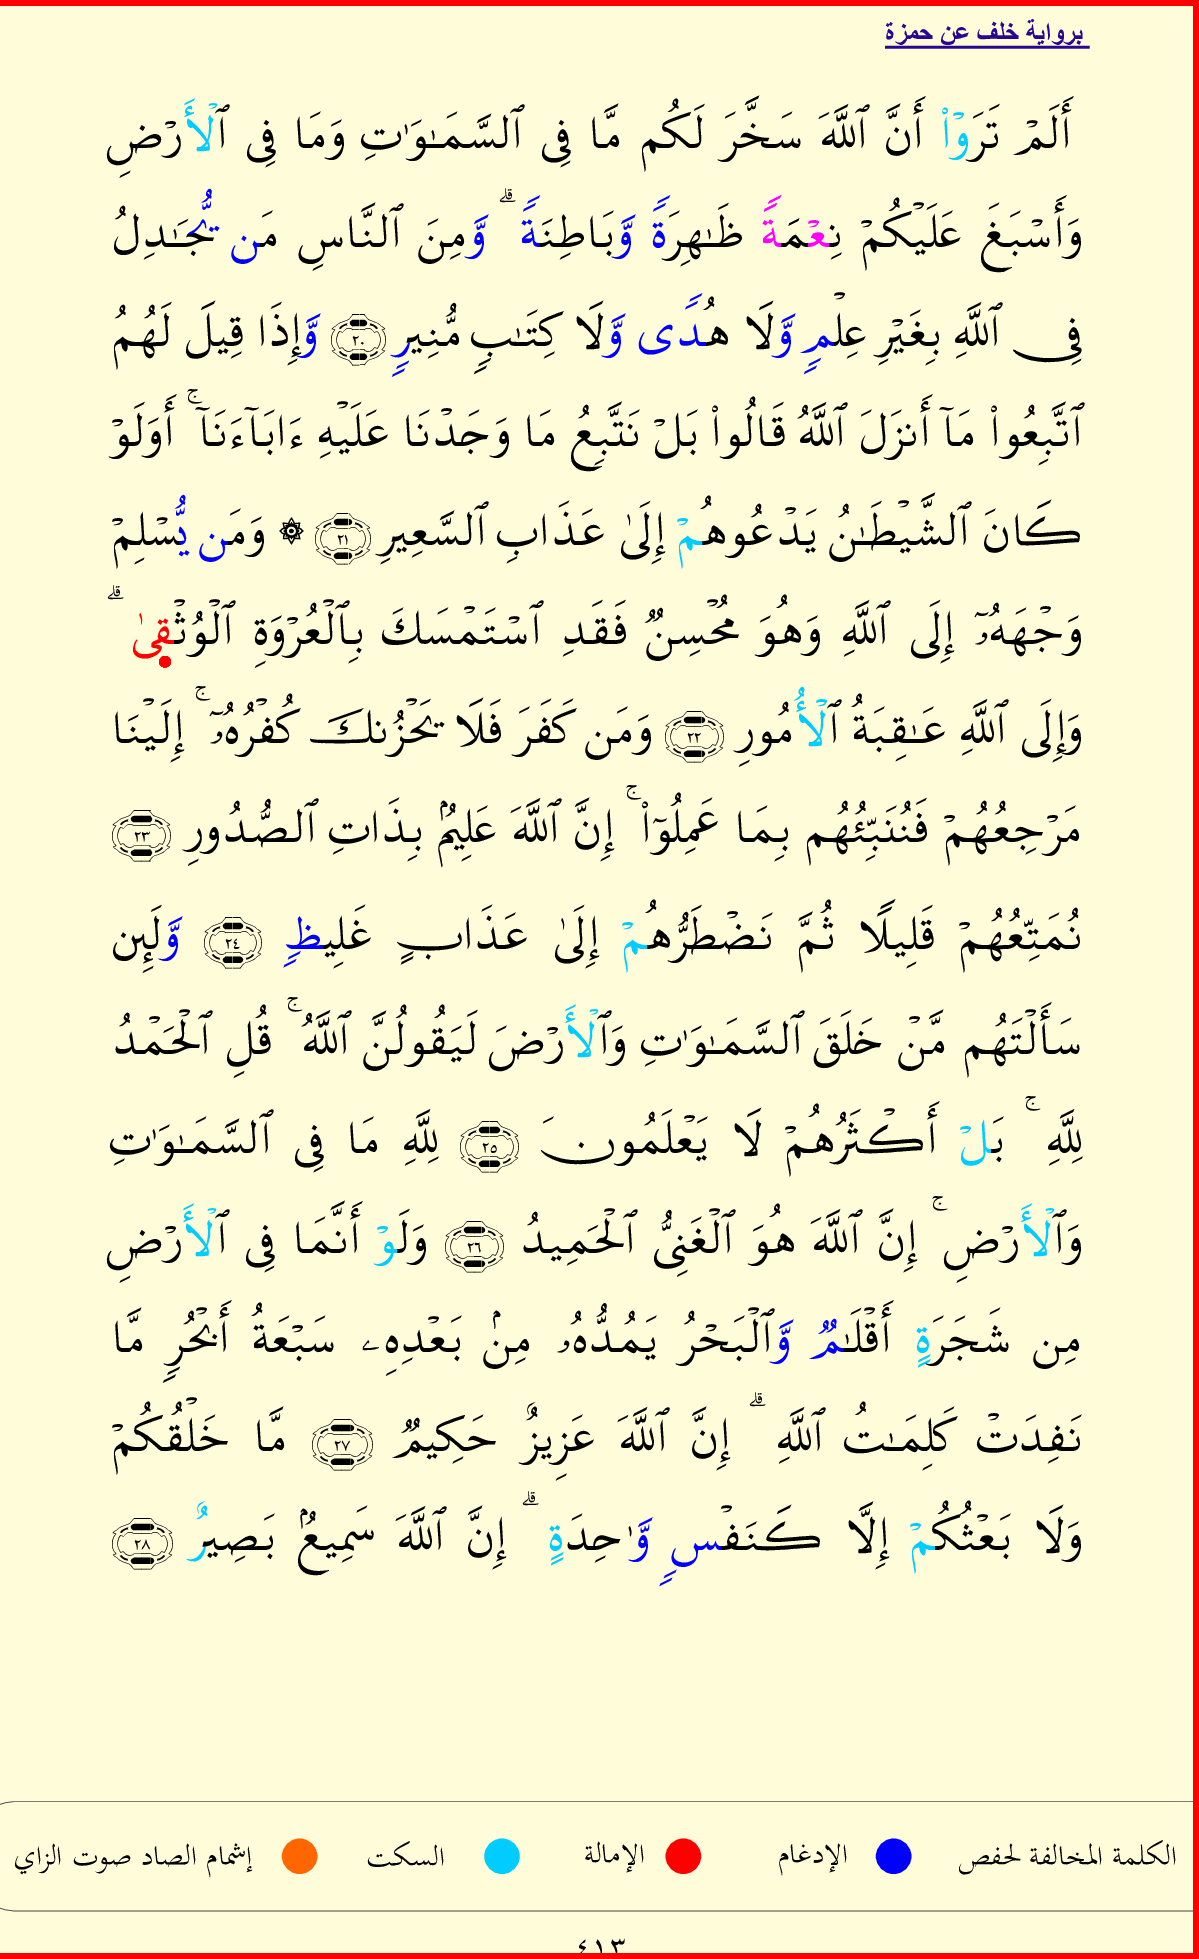 برواية خلف عن حمزة
أَلَمْ تَرَوْا۟ أَنَّ ٱللَّهَ سَخَّرَ لَكُم مَّا فِى ٱلسَّمَـٰوَٰتِ وَمَا فِى ٱلْأَرْضِ
وَأَسْبَغَ عَلَيْكُمْ نِعْمَةً ظَـٰهِرَةً وَّبَاطِنَةً ۗ وَّمِنَ ٱلنَّاسِ مَن يُّجَـٰدِلُ
فِى ٱللَّهِ بِغَيْرِ عِلْمٍ وَّلَا هُدًى وَّلَا كِتَـٰبٍ مُّنِيرٍ ٢٠ وَّإِذَا قِيلَ لَهُمُ
ٱتَّبِعُوا۟ مَآ أَنزَلَ ٱللَّهُ قَالُوا۟ بَلْ نَتَّبِعُ مَا وَجَدْنَا عَلَيْهِ ءَابَآءَنَآ ۚ أَوَلَوْ
كَانَ ٱلشَّيْطَـٰنُ يَدْعُوهُمْ إِلَىٰ عَذَابِ ٱلسَّعِيرِ ٢١ ۞ وَمَن يُّسْلِمْ
وَجْهَهُۥٓ إِلَى ٱللَّهِ وَهُوَ مُحْسِنٌ فَقَدِ ٱسْتَمْسَكَ بِٱلْعُرْوَةِ ٱلْوُثْقِىٰ ۗ
وَإِلَى ٱللَّهِ عَـٰقِبَةُ ٱلْأُمُورِ ٢٢ وَمَن كَفَرَ فَلَا يَحْزُنكَ كُفْرُهُۥٓ ۚ إِلَيْنَا
مَرْجِعُهُمْ فَنُنَبِّئُهُم بِمَا عَمِلُوٓا۟ ۚ إِنَّ ٱللَّهَ عَلِيمٌۢ بِذَاتِ ٱلصُّدُورِ ٢٣
نُمَتِّعُهُمْ قَلِيلًا ثُمَّ نَضْطَرُّهُمْ إِلَىٰ عَذَابٍ غَلِيظٍ ٢٤ وَّلَئِن
سَأَلْتَهُم مَّنْ خَلَقَ ٱلسَّمَـٰوَٰتِ وَٱلْأَرْضَ لَيَقُولُنَّ ٱللَّهُ ۚ قُلِ ٱلْحَمْدُ
لِلَّهِ ۚ بَلْ أَكْثَرُهُمْ لَا يَعْلَمُونَ ٢٥ لِلَّهِ مَا فِى ٱلسَّمَـٰوَٰتِ
وَٱلْأَرْضِ ۚ إِنَّ ٱللَّهَ هُوَ ٱلْغَنِىُّ ٱلْحَمِيدُ ٢٦ وَلَوْ أَنَّمَا فِى ٱلْأَرْضِ
مِن شَجَرَةٍ أَقْلَـٰمٌ وَّٱلْبَحْرُ يَمُدُّهُۥ مِنۢ بَعْدِهِۦ سَبْعَةُ أَبْحُرٍ مَّا
نَفِدَتْ كَلِمَـٰتُ ٱللَّهِ ۗ إِنَّ ٱللَّهَ عَزِيزٌ حَكِيمٌ ٢٧ مَّا خَلْقُكُمْ
وَلَا بَعْثُكُمْ إِلَّا كَنَفْسٍ وَّٰحِدَةٍ ۗ إِنَّ ٱللَّهَ سَمِيعٌۢ بَصِيرٌ ٢٨
الكلمة المخالفة لحفص الإدغام الإمالة السكت إشمام الصاد صوت الزاي
٤١٣